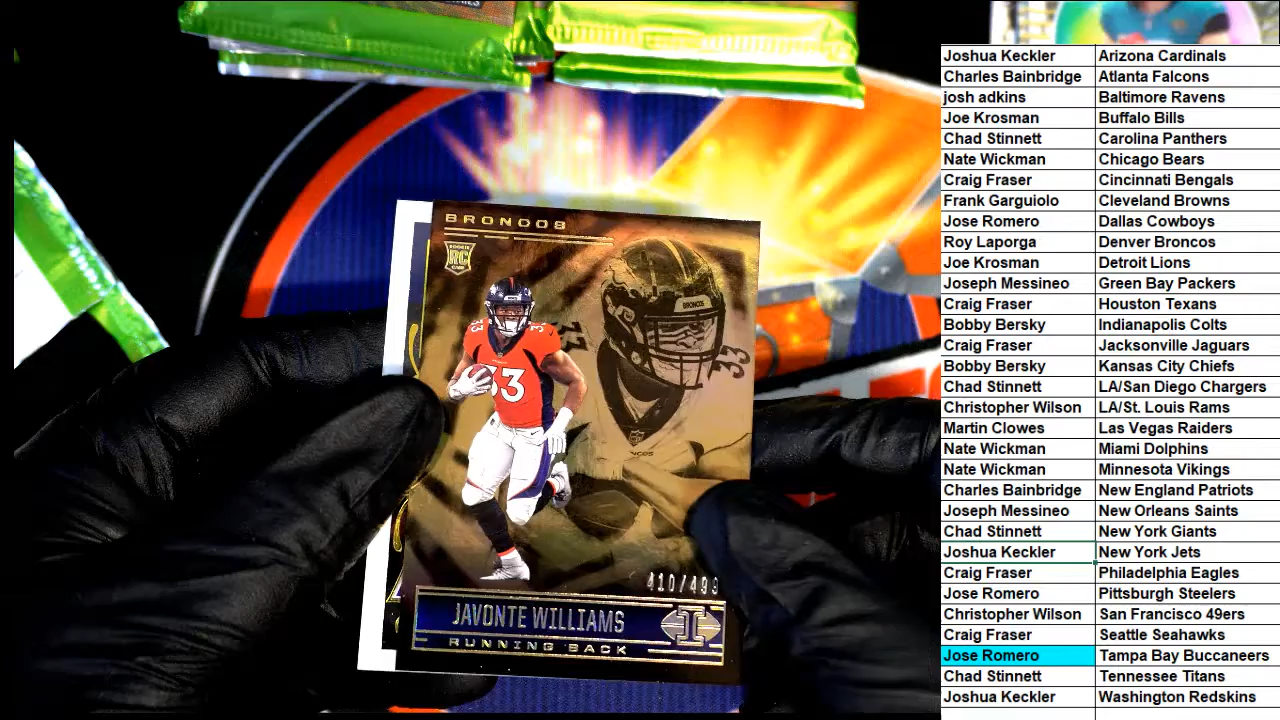 BRONCOS
ROOKIE
RC
CARD
BRONCOS
33
33
33
33
410/499
JAVONTE WILLIAMS
RUNNING BACK
Joshua Keckler Arizona Cardinals
Charles Bainbridge Atlanta Falcons
josh adkins Baltimore Ravens
Joe Krosman Buffalo Bills
Chad Stinnett Carolina Panthers
Nate Wickman Chicago Bears
Craig Fraser Cincinnati Bengals
Frank Garguiolo Cleveland Browns
Jose Romero Dallas Cowboys
Roy Laporga Denver Broncos
Joe Krosman Detroit Lions
Joseph Messineo Green Bay Packers
Craig Fraser Houston Texans
Bobby Bersky Indianapolis Colts
Craig Fraser Jacksonville Jaguars
Bobby Bersky Kansas City Chiefs
Chad Stinnett LA/San Diego Chargers
Christopher Wilson LA/St. Louis Rams
Martin Clowes Las Vegas Raiders
Nate Wickman Miami Dolphins
Nate Wickman Minnesota Vikings
Charles Bainbridge New England Patriots
Joseph Messineo New Orleans Saints
Chad Stinnett New York Giants
Joshua Keckler New York Jets
Craig Fraser Philadelphia Eagles
Jose Romero Pittsburgh Steelers
Christopher Wilson San Francisco 49ers
Craig Fraser Seattle Seahawks
Jose Romero Tampa Bay Buccaneers
Chad Stinnett Tennessee Titans
Joshua Keckler Washington Redskins